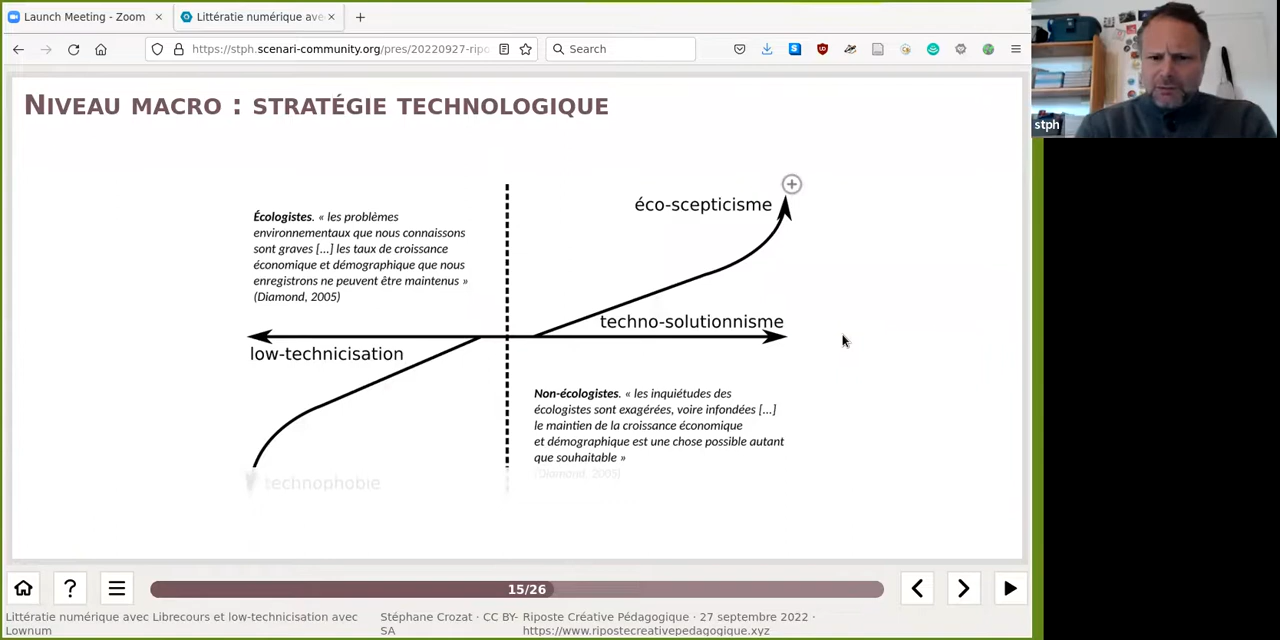 Launch Meeting - Zoom
Littératie numérique ave
https://stph.scenari-community.org/pres/20220927-ripo
Search
NIVEAU MACRO : STRATÉGIE TECHNOLOGIQUE
stph
éco-scepticisme
Écologistes. « les problèmes
environnementaux que nous connaissons
sont graves [...] les taux de croissance
économique et démographique que nous
enregistrons ne peuvent être maintenus »
(Diamond, 2005)
techno-solutionnisme
low-technicisation
Non-écologistes. « les inquiétudes des
écologistes sont exagérées, voire infondées [...]
le maintien de la croissance économique
et démographique est une chose possible autant
que souhaitable »
(Diamond, 2005)
technophobie
15/26
Littératie numérique avec Librecours et low-technicisation avec
Lownum
Stéphane Crozat · CC BY-
SA
Riposte Créative Pédagogique · 27 septembre 2022 ·
https://www.ripostecreativepedagogique.xyz